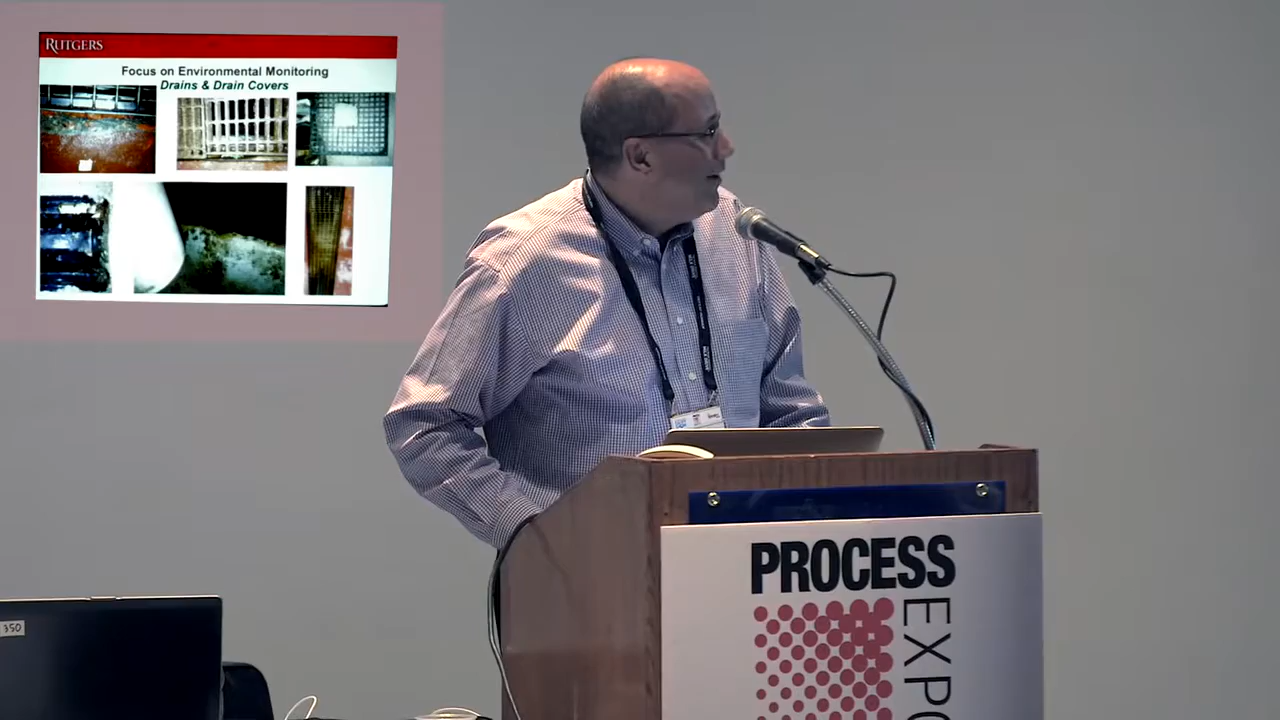 RUTGERS
Focus on Environmental Monitoring
Drains & Drain Covers
350
PROCESS
EXPO